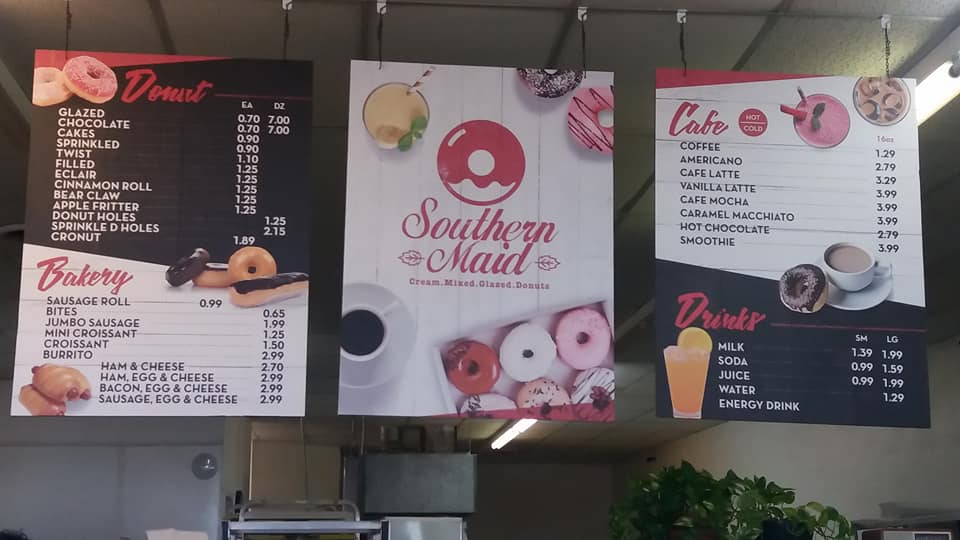 Donut
EA DZ
GLAZED 0.70 7.00
CHOCOLATE 0.70 7.00
CAKES 0.90
SPRINKLED 0.90
TWIST 1.10
FILLED 1.25
ECLAIR 1.25
CINNAMON ROLL 1.25
BEAR CLAW 1.25
APPLE FRITTER 1.25
DONUT HOLES 1.25
SPRINKLE D HOLES 2.15
CRONUT 1.89
Bakery
SAUSAGE ROLL 0.99
BITES 0.65
JUMBO SAUSAGE 1.99
MINI CROISSANT 1.25
CROISSANT 1.50
BURRITO 2.99
HAM & CHEESE 2.70
HAM, EGG & CHEESE 2.99
BACON, EGG & CHEESE 2.99
SAUSAGE, EGG & CHEESE 2.99
Southern
Maid
Cream.Mixed.Glazed.Donuts
Cafe
HOT
COLD
16oz
COFFEE 1.29
AMERICANO 2.79
CAFE LATTE 3.29
VANILLA LATTE 3.99
CAFE MOCHA 3.99
CARAMEL MACCHIATO 3.99
HOT CHOCOLATE 2.79
SMOOTHIE 3.99
Drinks
SM LG
MILK 1.39 1.99
SODA 0.99 1.59
JUICE 0.99 1.99
WATER 1.29
ENERGY DRINK